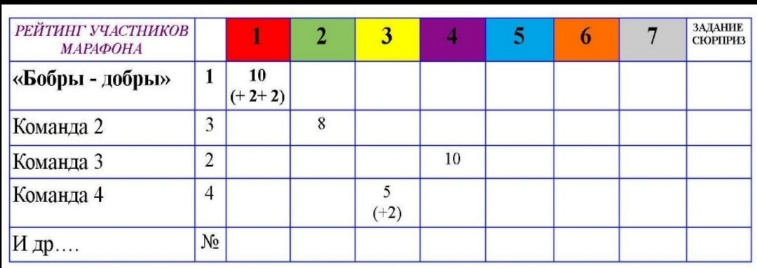 РЕЙТИНГ УЧАСТНИКОВ
МАРАФОНА
1 2 3 4 5 6 7 ЗАДАНИЕ
СЮРПРИЗ
«Бобры - добры» 1 10
(+ 2+ 2)
Команда 2 3 8
Команда 3 2 10
Команда 4 4 5
(+2)
И др…. №